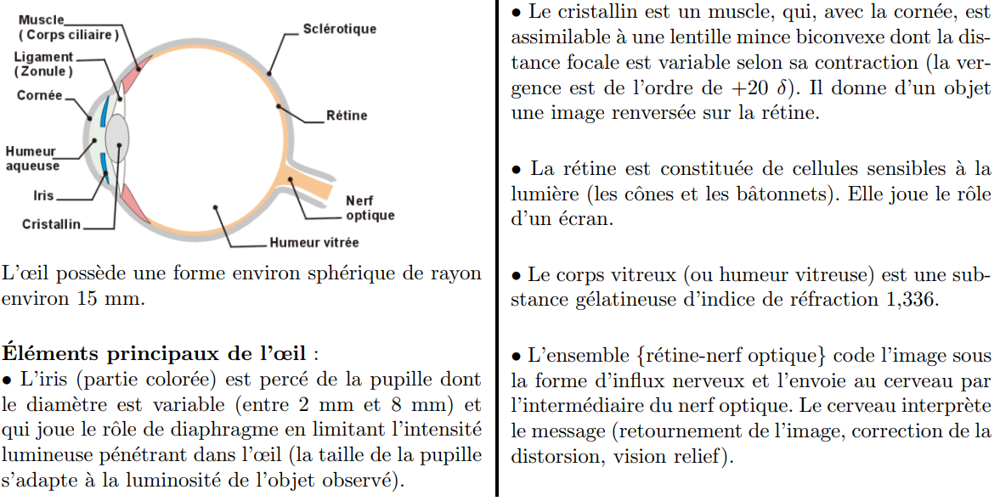 Muscle
( Corps ciliaire )
Ligament
( Zonule )
Cornée
Humeur
aqueuse
Iris
Cristallin
Sclérotique
Rétine
Nerf
optique
Humeur vitrée
L'œil possède une forme environ sphérique de rayon
environ 15 mm.
Éléments principaux de l'œil :
• L'iris (partie colorée) est percé de la pupille dont
le diamètre est variable (entre 2 mm et 8 mm) et
qui joue le rôle de diaphragme en limitant l'intensité
lumineuse pénétrant dans l'œil (la taille de la pupille
s'adapte à la luminosité de l'objet observé).
• Le cristallin est un muscle, qui, avec la cornée, est
assimilable à une lentille mince biconvexe dont la dis-
tance focale est variable selon sa contraction (la ver-
gence est de l'ordre de +20 δ). Il donne d'un objet
une image renversée sur la rétine.
• La rétine est constituée de cellules sensibles à la
lumière (les cônes et les bâtonnets). Elle joue le rôle
d'un écran.
• Le corps vitreux (ou humeur vitreuse) est une sub-
stance gélatineuse d'indice de réfraction 1,336.
• L'ensemble {rétine-nerf optique} code l'image sous
la forme d'influx nerveux et l'envoie au cerveau par
l'intermédiaire du nerf optique. Le cerveau interprète
le message (retournement de l'image, correction de la
distorsion, vision relief).